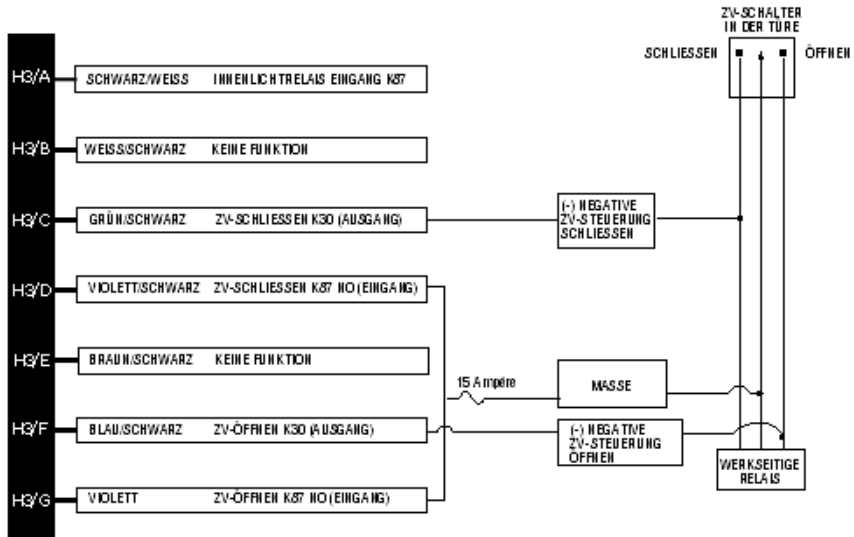 ZV-SCHALTER
IN DER TÜRE
SCHLIESSEN
ÖFFNEN
H3/A SCHWARZ/WEISS INNENLICHTRELAIS EINGANG K87
H3/B WEISS/SCHWARZ KEINE FUNKTION
H3/C GRÜN/SCHWARZ ZV-SCHLIESSEN K30 (AUSGANG)
(-) NEGATIVE
ZV-STEUERUNG
SCHLIESSEN
H3/D VIOLETT/SCHWARZ ZV-SCHLIESSEN K87 NO (EINGANG)
H3/E BRAUN/SCHWARZ KEINE FUNKTION
15 Ampére
MASSE
H3/F BLAU/SCHWARZ ZV-ÖFFNEN K30 (AUSGANG)
(-) NEGATIVE
ZV-STEUERUNG
ÖFFNEN
WERKSEITIGE
RELAIS
H3/G VIOLETT ZV-ÖFFNEN K87 NO (EINGANG)